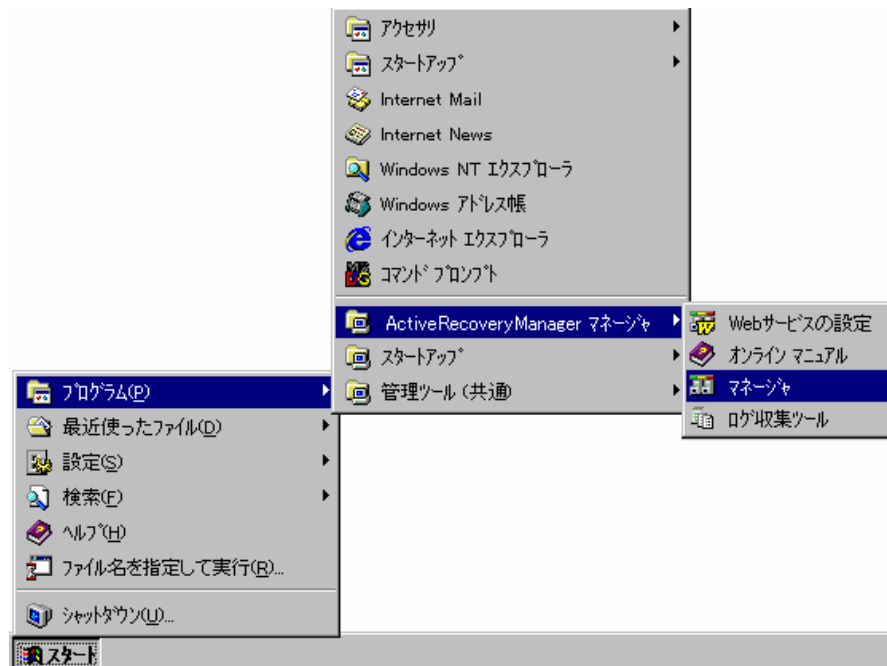 ｱｸｾｻﾘ
ｽﾀｰﾄｱｯﾌﾟ
Internet Mail
Internet News
Windows NT ｴｸｽﾌﾟﾛｰﾗ
Windows ｱﾄﾞﾚｽ帳
ｲﾝﾀｰﾈｯﾄ ｴｸｽﾌﾟﾛｰﾗ
ｺﾏﾝﾄﾞ ﾌﾟﾛﾝﾌﾟﾄ
ActiveRecoveryManager ﾏﾈｰｼﾞｬ
ｽﾀｰﾄｱｯﾌﾟ
管理ﾂｰﾙ (共通)
Webｻｰﾋﾞｽの設定
ｵﾝﾗｲﾝ ﾏﾆｭｱﾙ
ﾏﾈｰｼﾞｬ
ﾛｸﾞ収集ﾂｰﾙ
ﾌﾟﾛｸﾞﾗﾑ(P)
最近使ったﾌｧｲﾙ(D)
設定(S)
検索(F)
ﾍﾙﾌﾟ(H)
ﾌｧｲﾙ名を指定して実行(R)...
ｼｬｯﾄﾀﾞｳﾝ(U)...
ｽﾀｰﾄ